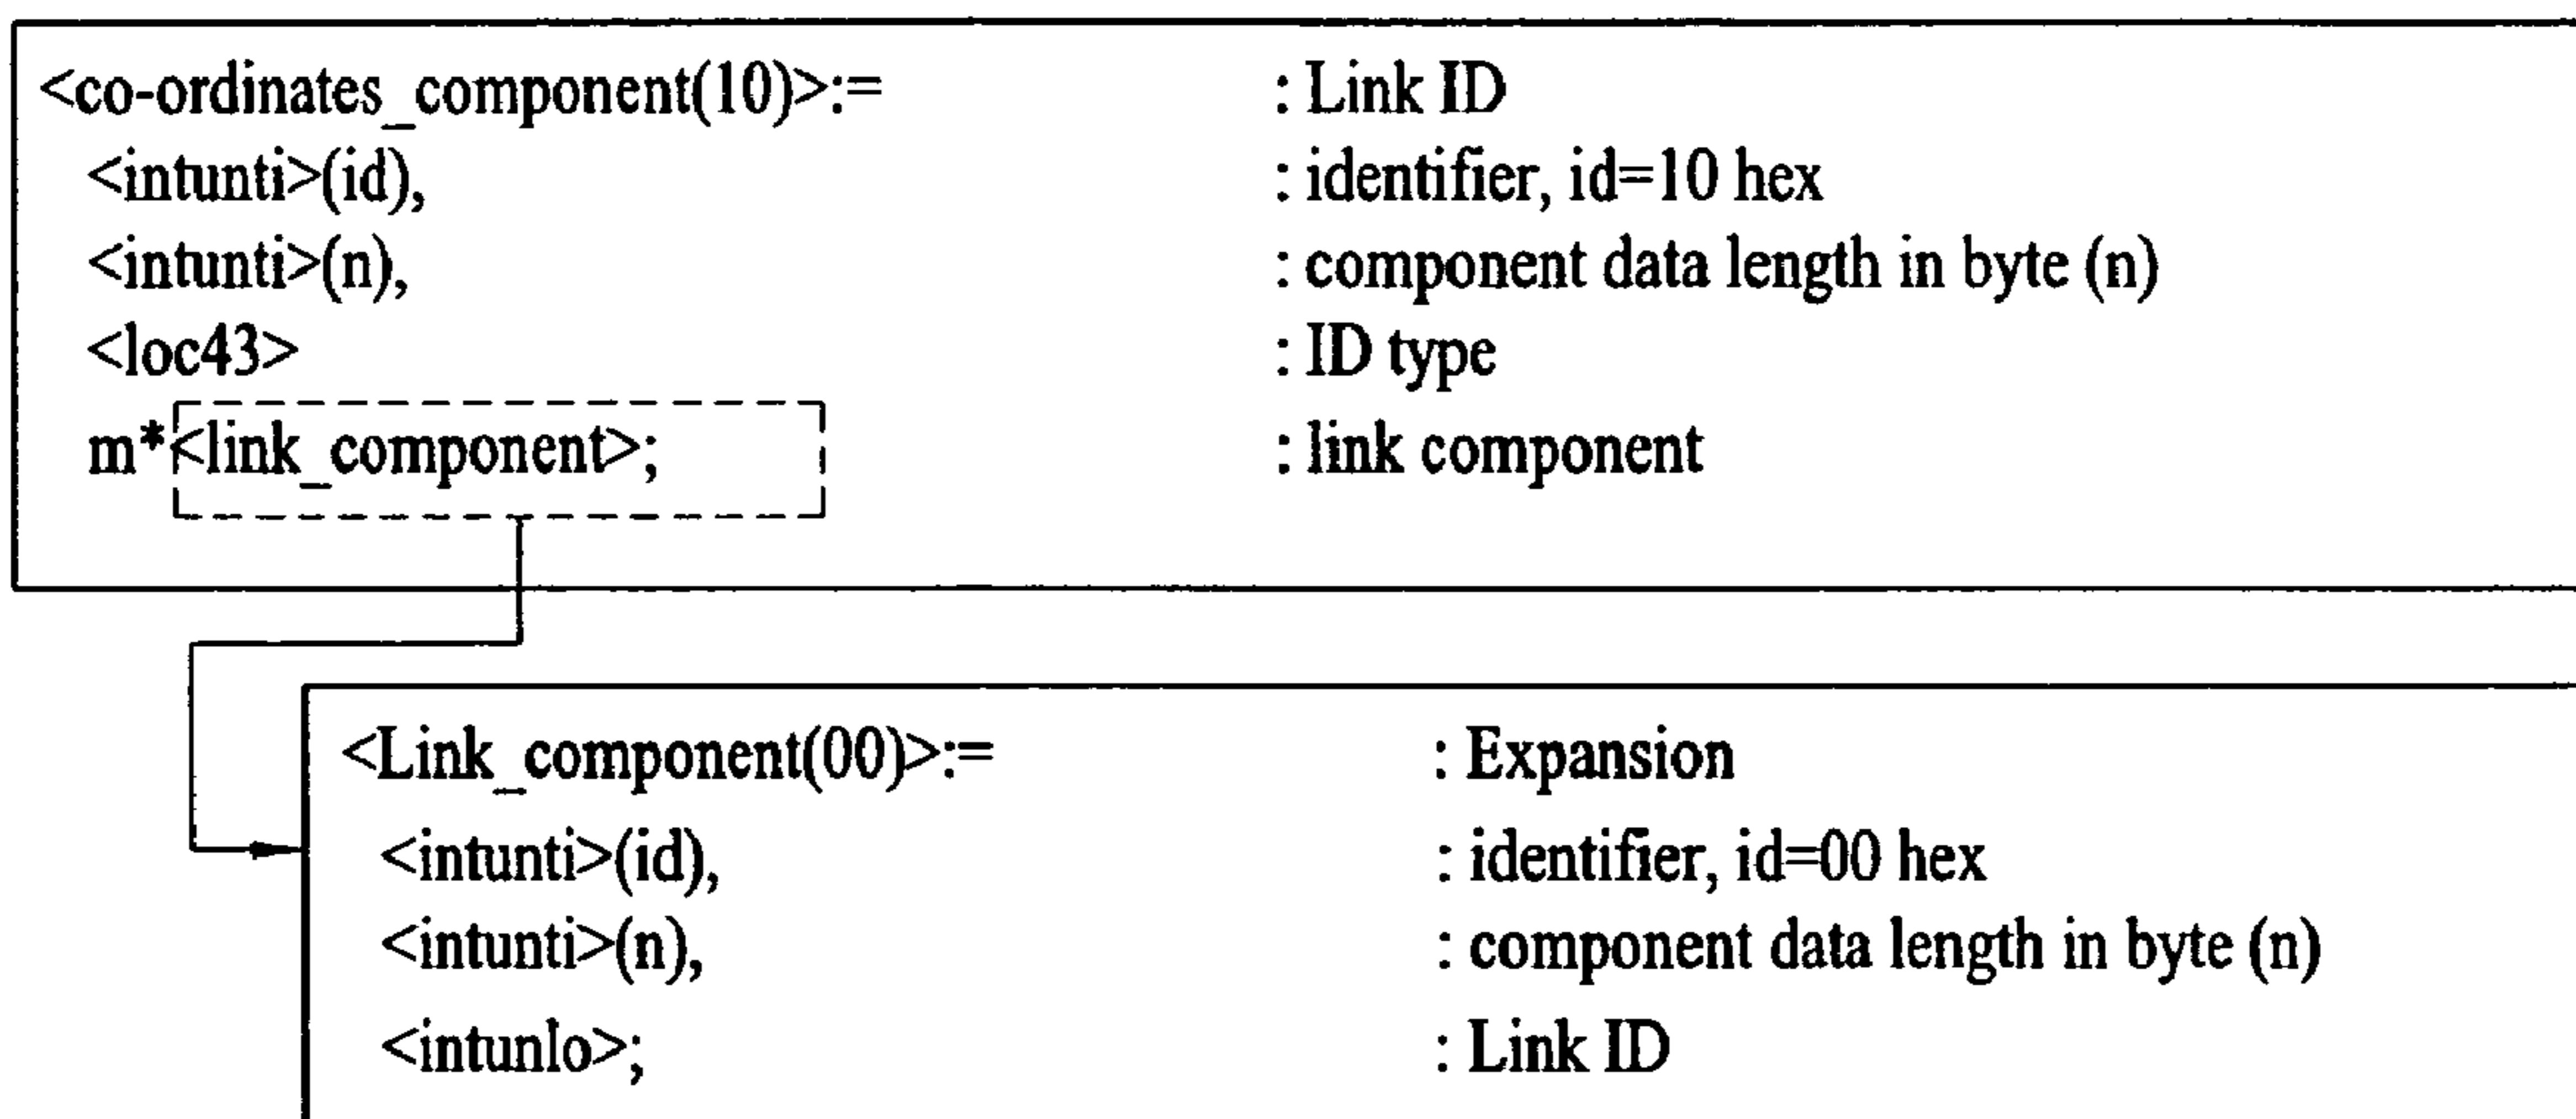 <co-ordinates_component(10)>:= : Link ID
<intunti>(id), : identifier, id=10 hex
<intunti>(n), : component data length in byte (n)
<loc43> : ID type
m*<link_component>; : link component
<Link_component(00)>:= : Expansion
<intunti>(id), : identifier, id=00 hex
<intunti>(n), : component data length in byte (n)
<intunlo>; : Link ID